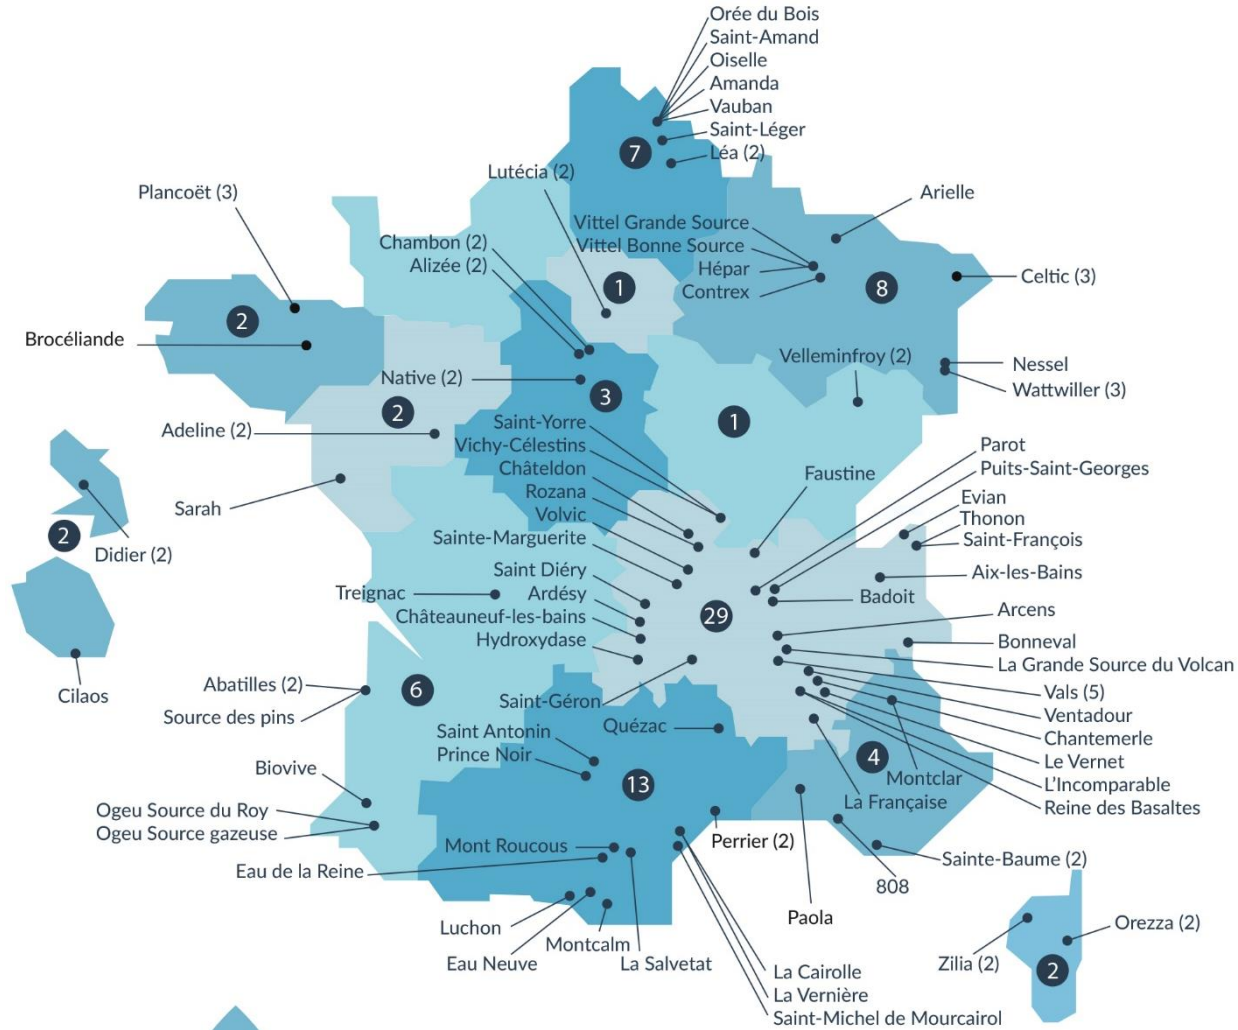 Orée du Bois
Saint-Amand
Oiselle
Amanda
Vauban
Saint-Léger
Léa (2)
7
Lutécia (2)
Plancoët (3)
Arielle
Vittel Grande Source
Vittel Bonne Source
Hépar
Contrex
Chambon (2)
Alizée (2)
1
8
Celtic (3)
2
Brocéliande
Velleminfroy (2)
Nessel
Wattwiller (3)
Native (2)
3
2
1
Adeline (2)
Saint-Yorre
Vichy-Célestins
Châteldon
Rozana
Volvic
Sainte-Marguerite
Saint Diéry
Ardésy
Châteauneuf-les-bains
Hydroxydase
Faustine
Parot
Puits-Saint-Georges
Evian
Thonon
Saint-François
Aix-les-Bains
Badoit
Arcens
Bonneval
La Grande Source du Volcan
Vals (5)
Ventadour
Chantemerle
Le Vernet
L'Incomparable
Reine des Basaltes
Sarah
2
Didier (2)
Cilaos
Treignac
29
Abatilles (2)
Source des pins
6
Saint-Géron
Quézac
Saint Antonin
Prince Noir
13
4
Montclar
La Française
Biovive
Ogeu Source du Roy
Ogeu Source gazeuse
Mont Roucous
Eau de la Reine
Perrier (2)
Sainte-Baume (2)
808
Paola
Luchon
Montcalm
Eau Neuve
La Salvetat
La Cairolle
La Vernière
Saint-Michel de Mourcairol
Orezza (2)
Zilia (2)
2